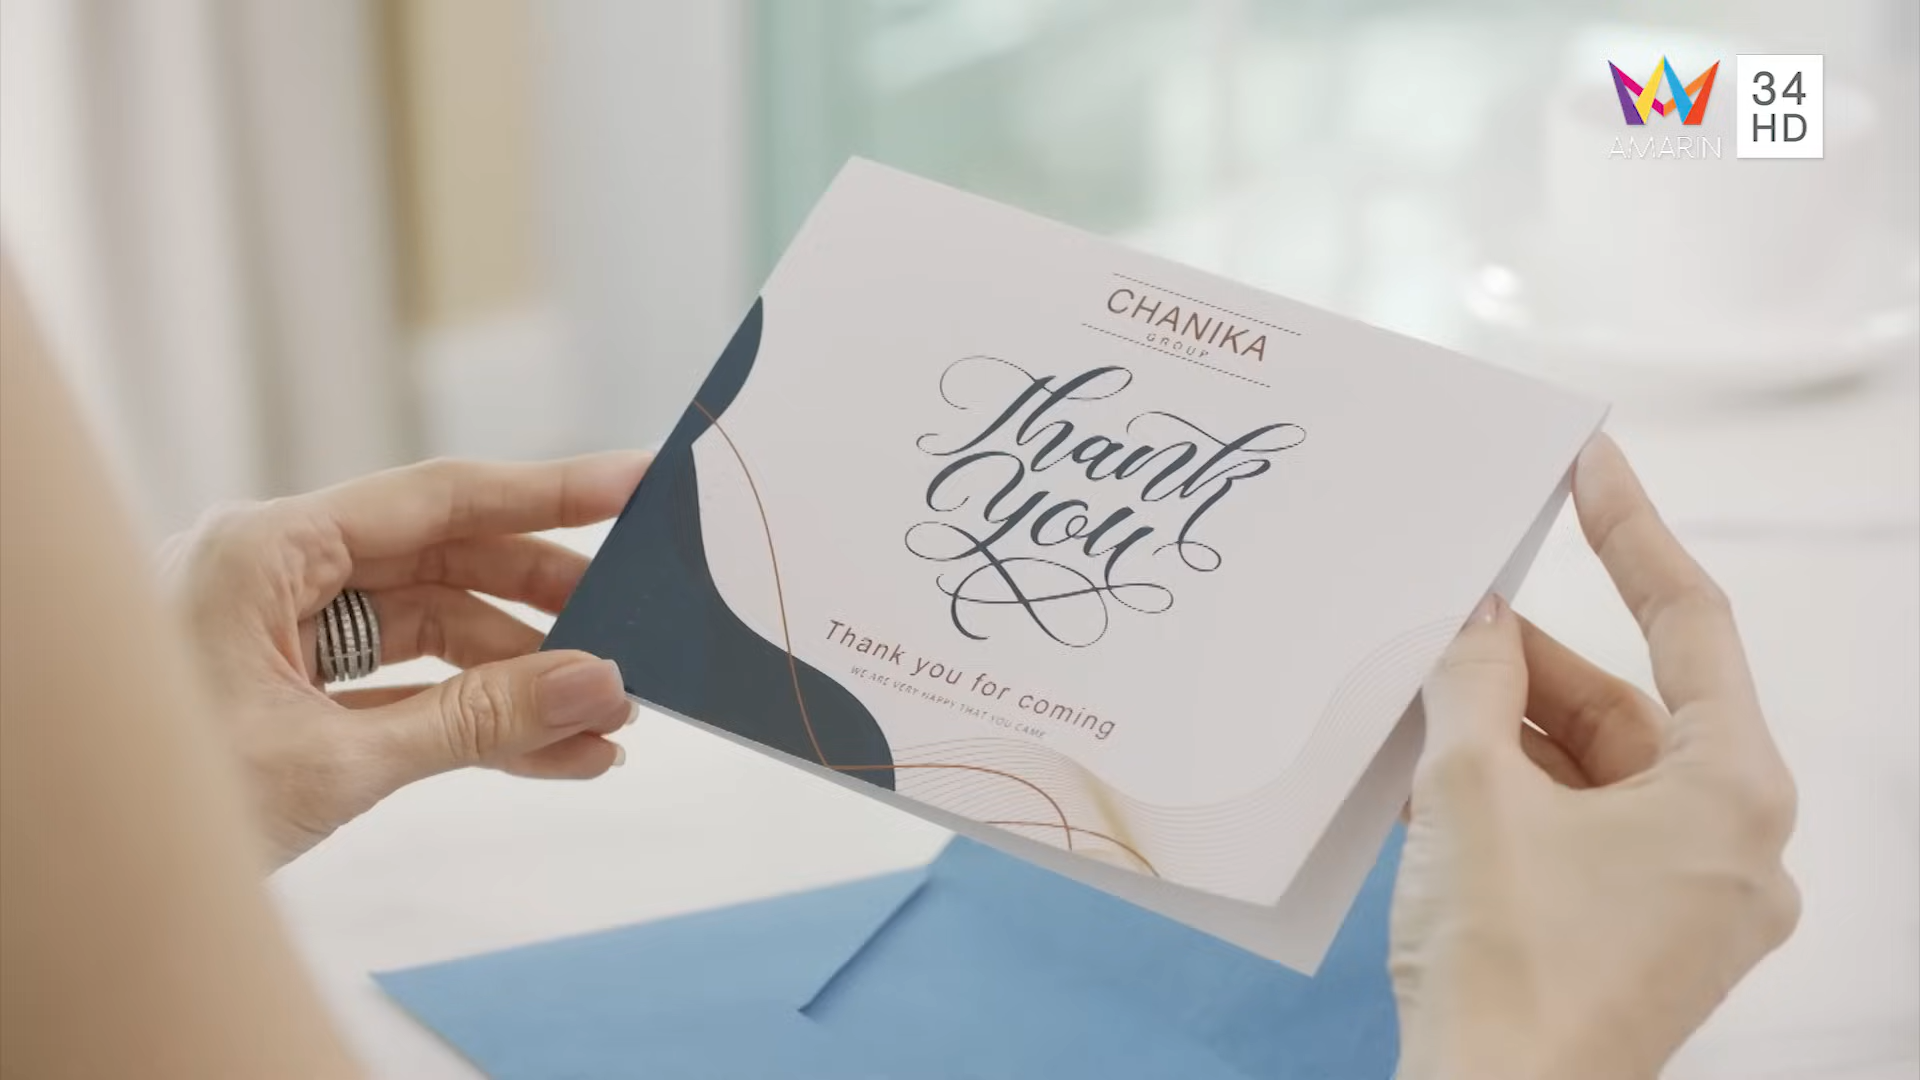 AMARIN
34
HD
CHANIKA
GROUP
Thank
you
Thank you for coming
WE ARE VERY HAPPY THAT YOU CAME